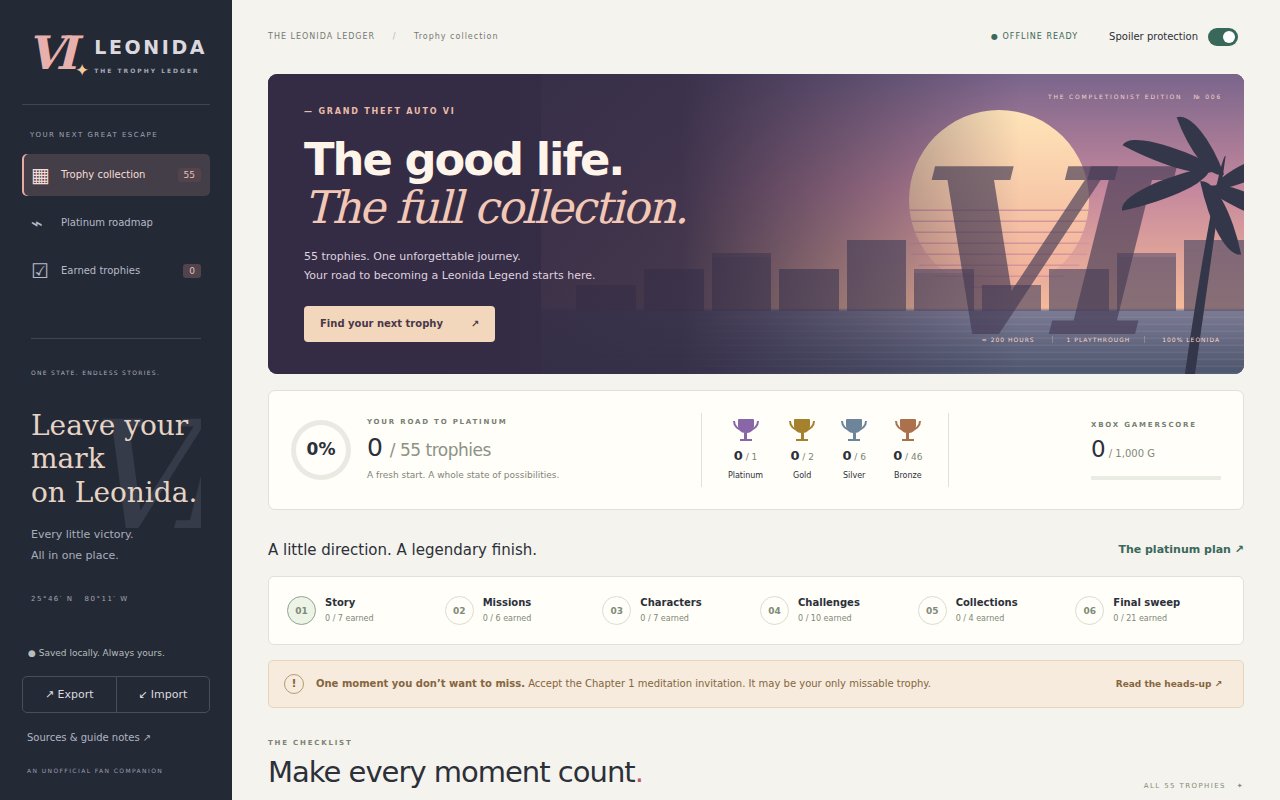 VI LEONIDA
THE TROPHY LEDGER
YOUR NEXT GREAT ESCAPE
Trophy collection 55
Platinum roadmap
Earned trophies 0
ONE STATE. ENDLESS STORIES.
VI
Leave your
mark
on Leonida.
Every little victory.
All in one place.
25°46′ N 80°11′ W
● Saved locally. Always yours.
↗ Export
↙ Import
Sources & guide notes ↗
AN UNOFFICIAL FAN COMPANION
THE LEONIDA LEDGER / Trophy collection
● OFFLINE READY
Spoiler protection
— GRAND THEFT AUTO VI
THE COMPLETIONIST EDITION № 006
The good life.
The full collection.
VI
55 trophies. One unforgettable journey.
Your road to becoming a Leonida Legend starts here.
Find your next trophy ↗
≈ 200 HOURS
1 PLAYTHROUGH
100% LEONIDA
0%
YOUR ROAD TO PLATINUM
0 / 55 trophies
A fresh start. A whole state of possibilities.
0 / 1
Platinum
0 / 2
Gold
0 / 6
Silver
0 / 46
Bronze
XBOX GAMERSCORE
0 / 1,000 G
A little direction. A legendary finish.
The platinum plan ↗
01 Story
0 / 7 earned
02 Missions
0 / 6 earned
03 Characters
0 / 7 earned
04 Challenges
0 / 10 earned
05 Collections
0 / 4 earned
06 Final sweep
0 / 21 earned
! One moment you don’t want to miss. Accept the Chapter 1 meditation invitation. It may be your only missable trophy.
Read the heads-up ↗
THE CHECKLIST
Make every moment count.
ALL 55 TROPHIES ✦